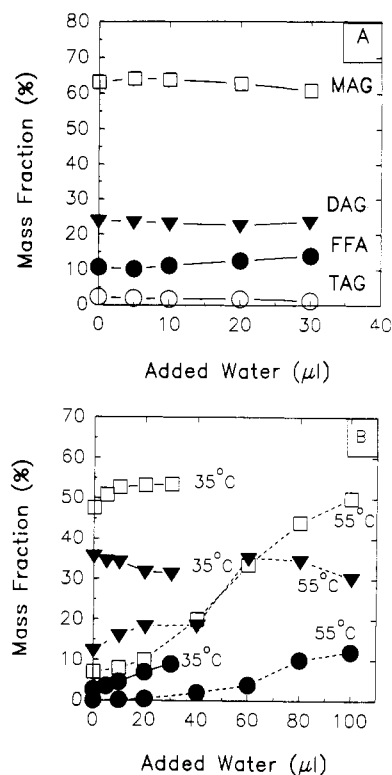 A
80
70
60
50
40
30
20
10
0
Mass Fraction (%)
MAG
DAG
FFA
TAG
0 10 20 30 40
Added Water (μl)
B
70
60
50
40
30
20
10
0
Mass Fraction (%)
35°C
55°C
35°C
55°C
35°C
55°C
0 20 40 60 80 100
Added Water (μl)